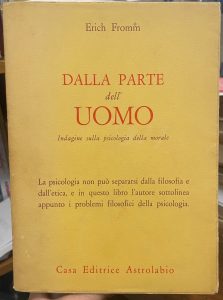 Erich Fromm
DALLA PARTE
dell'
UOMO
Indagine sulla psicologia della morale
La psicologia non può separarsi dalla filosofia e
dall'etica, e in questo libro l'autore sottolinea
appunto i problemi filosofici della psicologia.
Casa Editrice Astrolabio